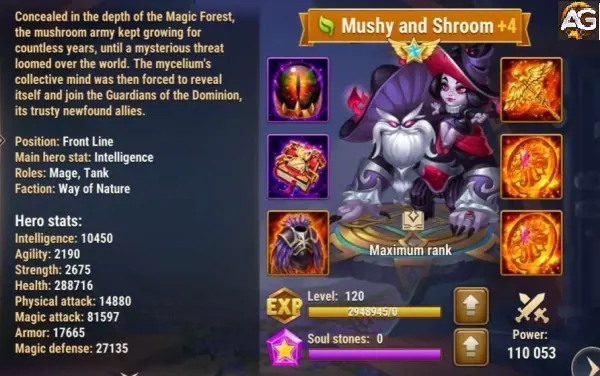 Concealed in the depth of the Magic Forest,
the mushroom army kept growing for
countless years, until a mysterious threat
loomed over the world. The mycelium's
collective mind was then forced to reveal
itself and join the Guardians of the Dominion,
its trusty newfound allies.
Position: Front Line
Main hero stat: Intelligence
Roles: Mage, Tank
Faction: Way of Nature
Hero stats:
Intelligence: 10450
Agility: 2190
Strength: 2675
Health: 288716
Physical attack: 14880
Magic attack: 81597
Armor: 17665
Magic defense: 27135
Mushy and Shroom +4
AG
Maximum rank
EXP
Level: 120
2948945/0
Soul stones: 0
Power:
110 053